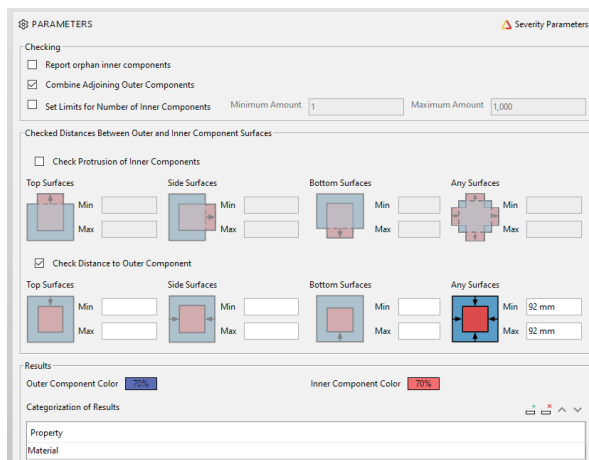 PARAMETERS
Severity Parameters
Checking
Report orphan inner components
Combine Adjoining Outer Components
Set Limits for Number of Inner Components Minimum Amount 1 Maximum Amount 1,000
Checked Distances Between Outer and Inner Component Surfaces
Check Protrusion of Inner Components
Top Surfaces Side Surfaces Bottom Surfaces Any Surfaces
Min Min Min Min
Max Max Max Max
Check Distance to Outer Component
Top Surfaces Side Surfaces Bottom Surfaces Any Surfaces
Min Min Min Min 92 mm
Max Max Max Max 92 mm
Results
Outer Component Color 70% Inner Component Color 70%
Categorization of Results
Property
Material